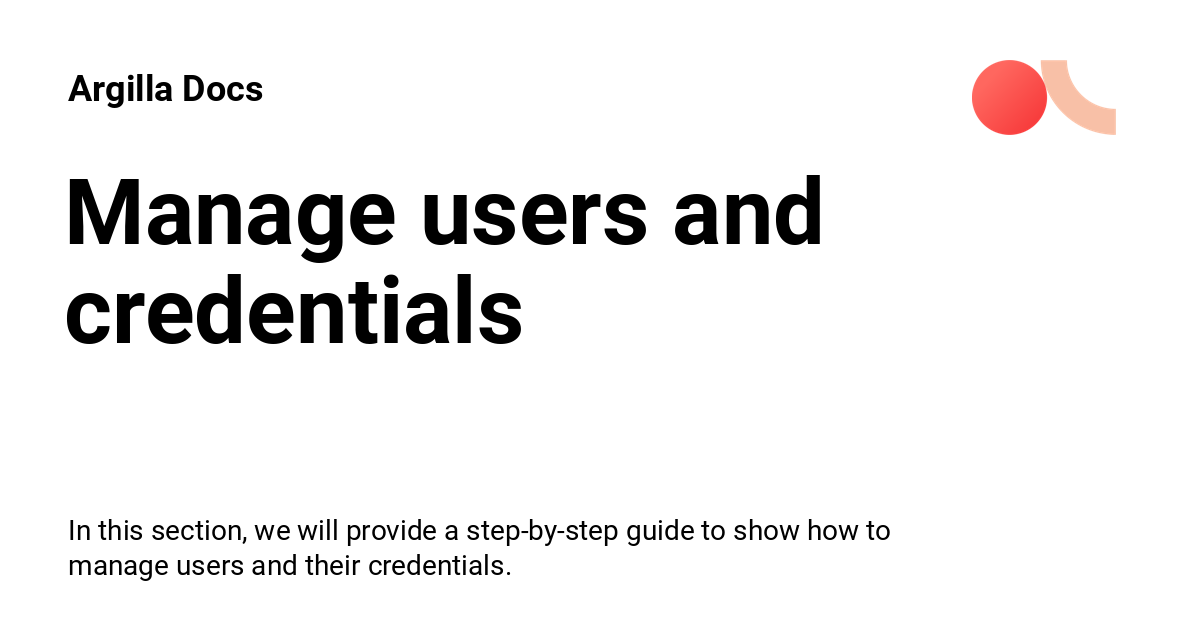 Argilla Docs
Manage users and
credentials
In this section, we will provide a step-by-step guide to show how to
manage users and their credentials.